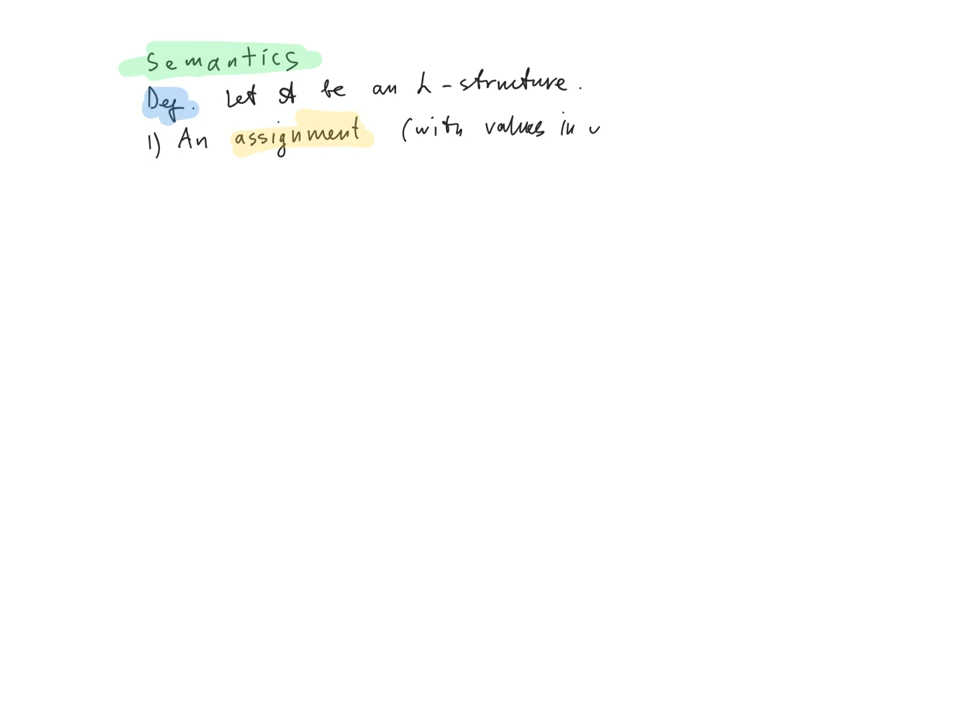 Semantics
Def. Let 𝔄 be an L-structure.
1) An assignment (with values in